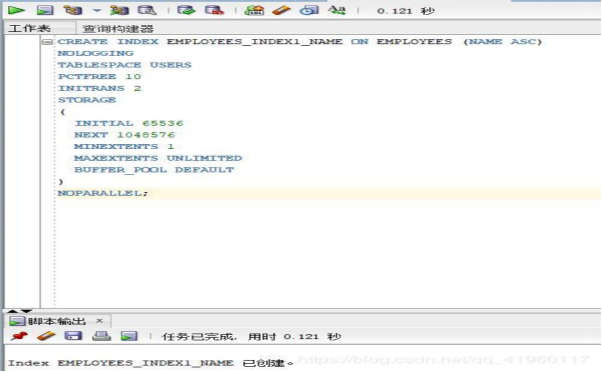 0.121 秒
工作表 查询构建器
CREATE INDEX EMPLOYEES_INDEX1_NAME ON EMPLOYEES (NAME ASC)
NOLOGGING
TABLESPACE USERS
PCTFREE 10
INITRANS 2
STORAGE
(
INITIAL 65536
NEXT 1048576
MINEXTENTS 1
MAXEXTENTS UNLIMITED
BUFFER_POOL DEFAULT
)
NOPARALLEL;
脚本输出 ×
任务已完成, 用时 0.121 秒
Index EMPLOYEES_INDEX1_NAME 已创建。
https://blog.csdn.net/qq_41960117